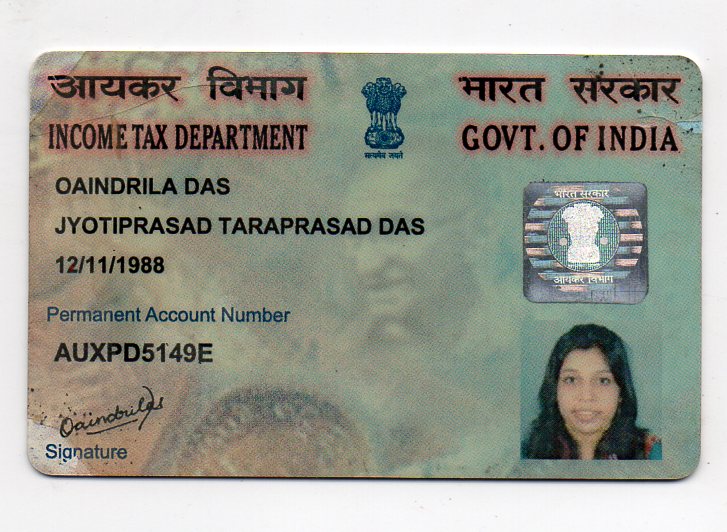 आयकर विभाग
भारत सरकार
INCOME TAX DEPARTMENT
सत्यमेव जयते
GOVT. OF INDIA
OAINDRILA DAS
JYOTIPRASAD TARAPRASAD DAS
12/11/1988
भारत सरकार
आयकर विभाग
Permanent Account Number
AUXPD5149E
Oaindrila
Signature